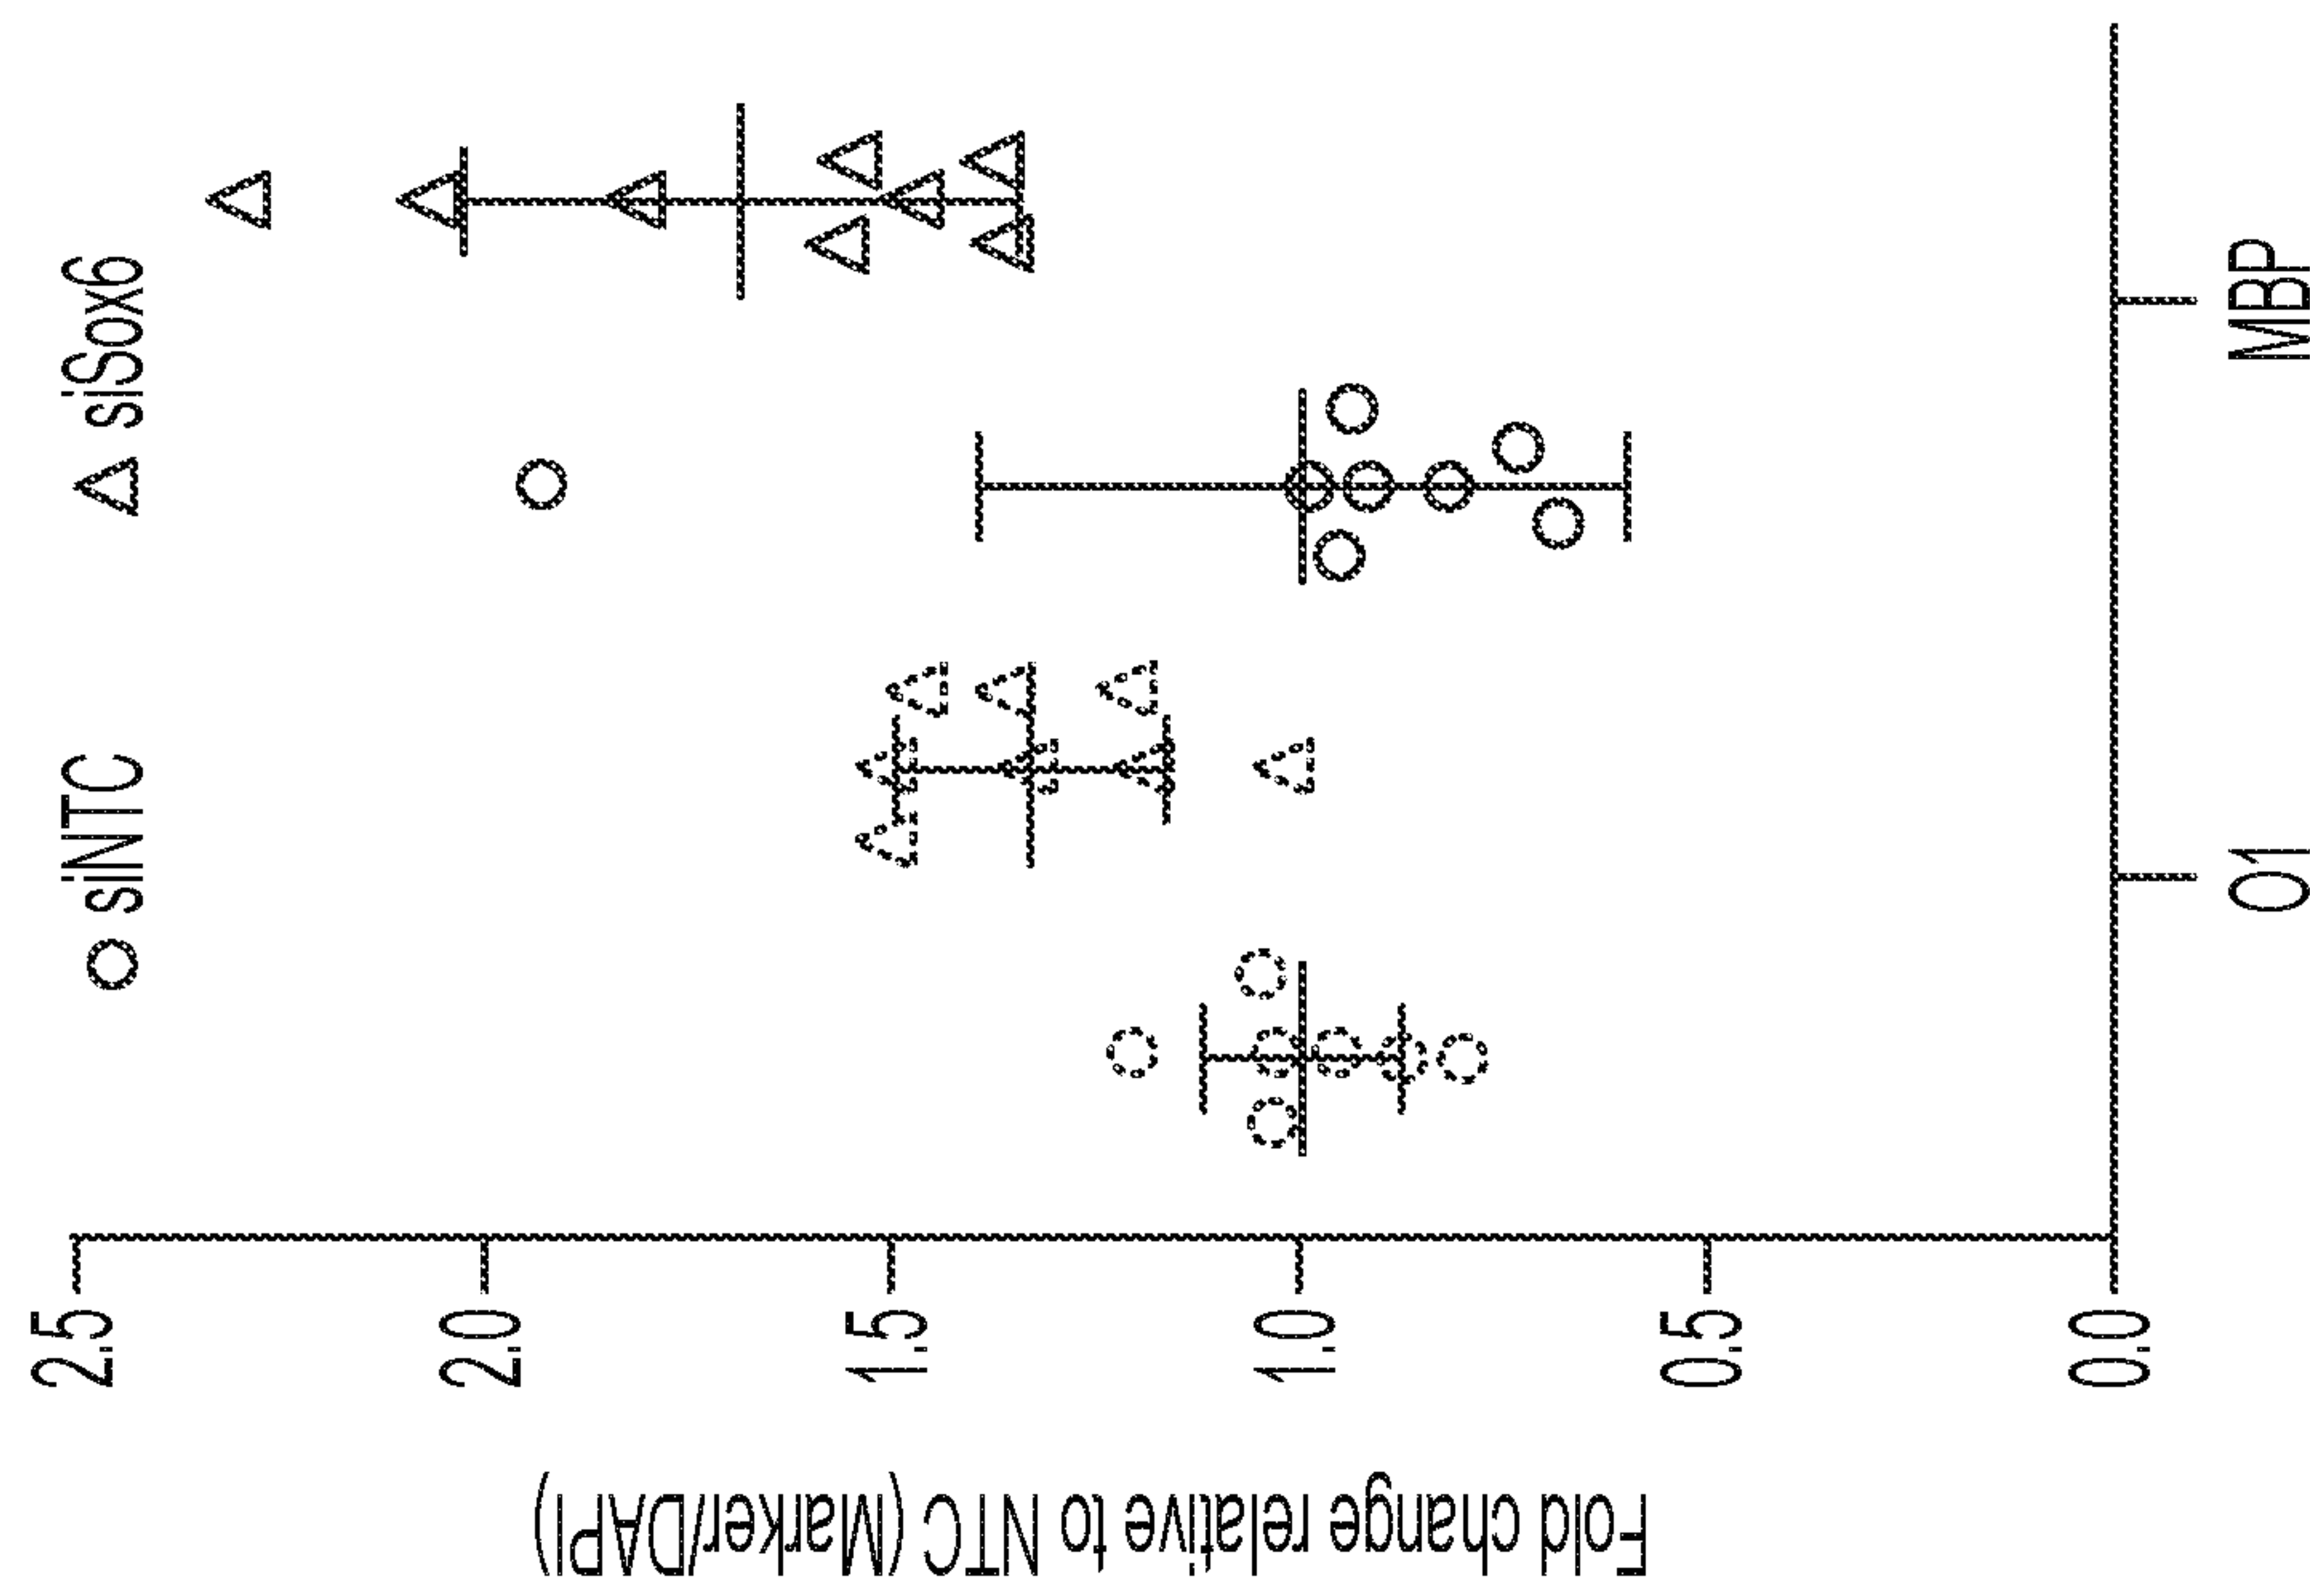 siNTC
siSox6
2.5
2.0
1.5
1.0
0.5
0.0
Fold change relative to NTC (Marker/DAPI)
O1
MBP